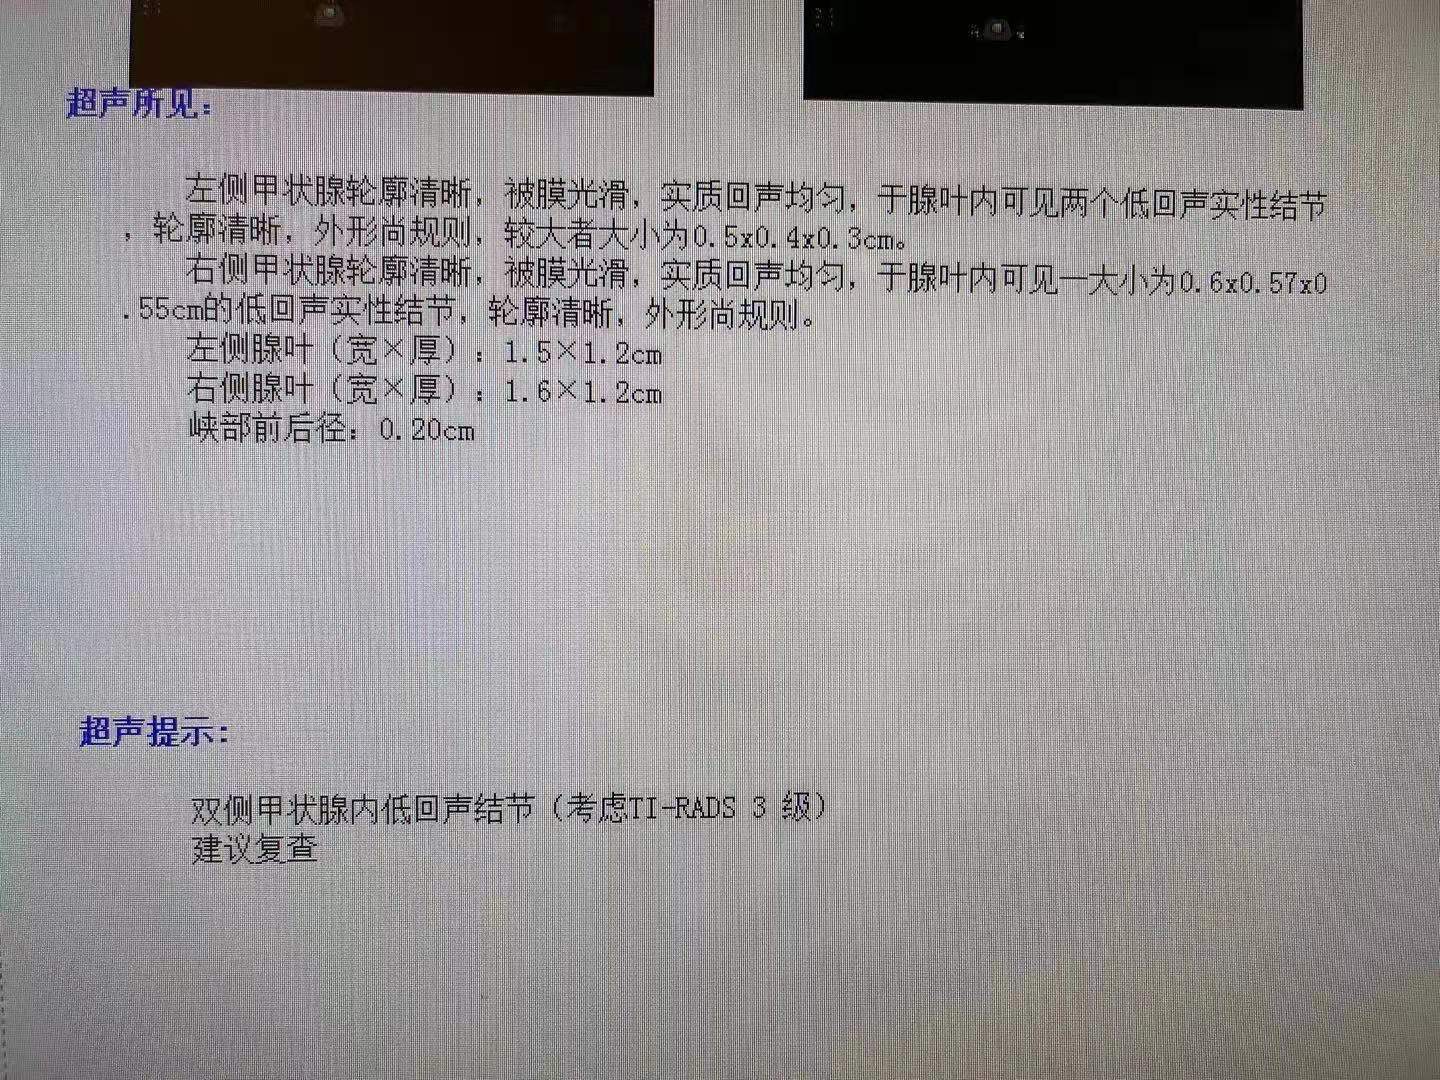 超声所见:
左侧甲状腺轮廓清晰，被膜光滑，实质回声均匀，于腺叶内可见两个低回声实性结节
，轮廓清晰，外形尚规则，较大者大小为0.5x0.4x0.3cm。
右侧甲状腺轮廓清晰，被膜光滑，实质回声均匀，于腺叶内可见一大小为0.6x0.57x0
.55cm的低回声实性结节，轮廓清晰，外形尚规则。
左侧腺叶（宽×厚）：1.5×1.2cm
右侧腺叶（宽×厚）：1.6×1.2cm
峡部前后径：0.20cm
超声提示:
双侧甲状腺内低回声结节（考虑TI-RADS 3 级）
建议复查